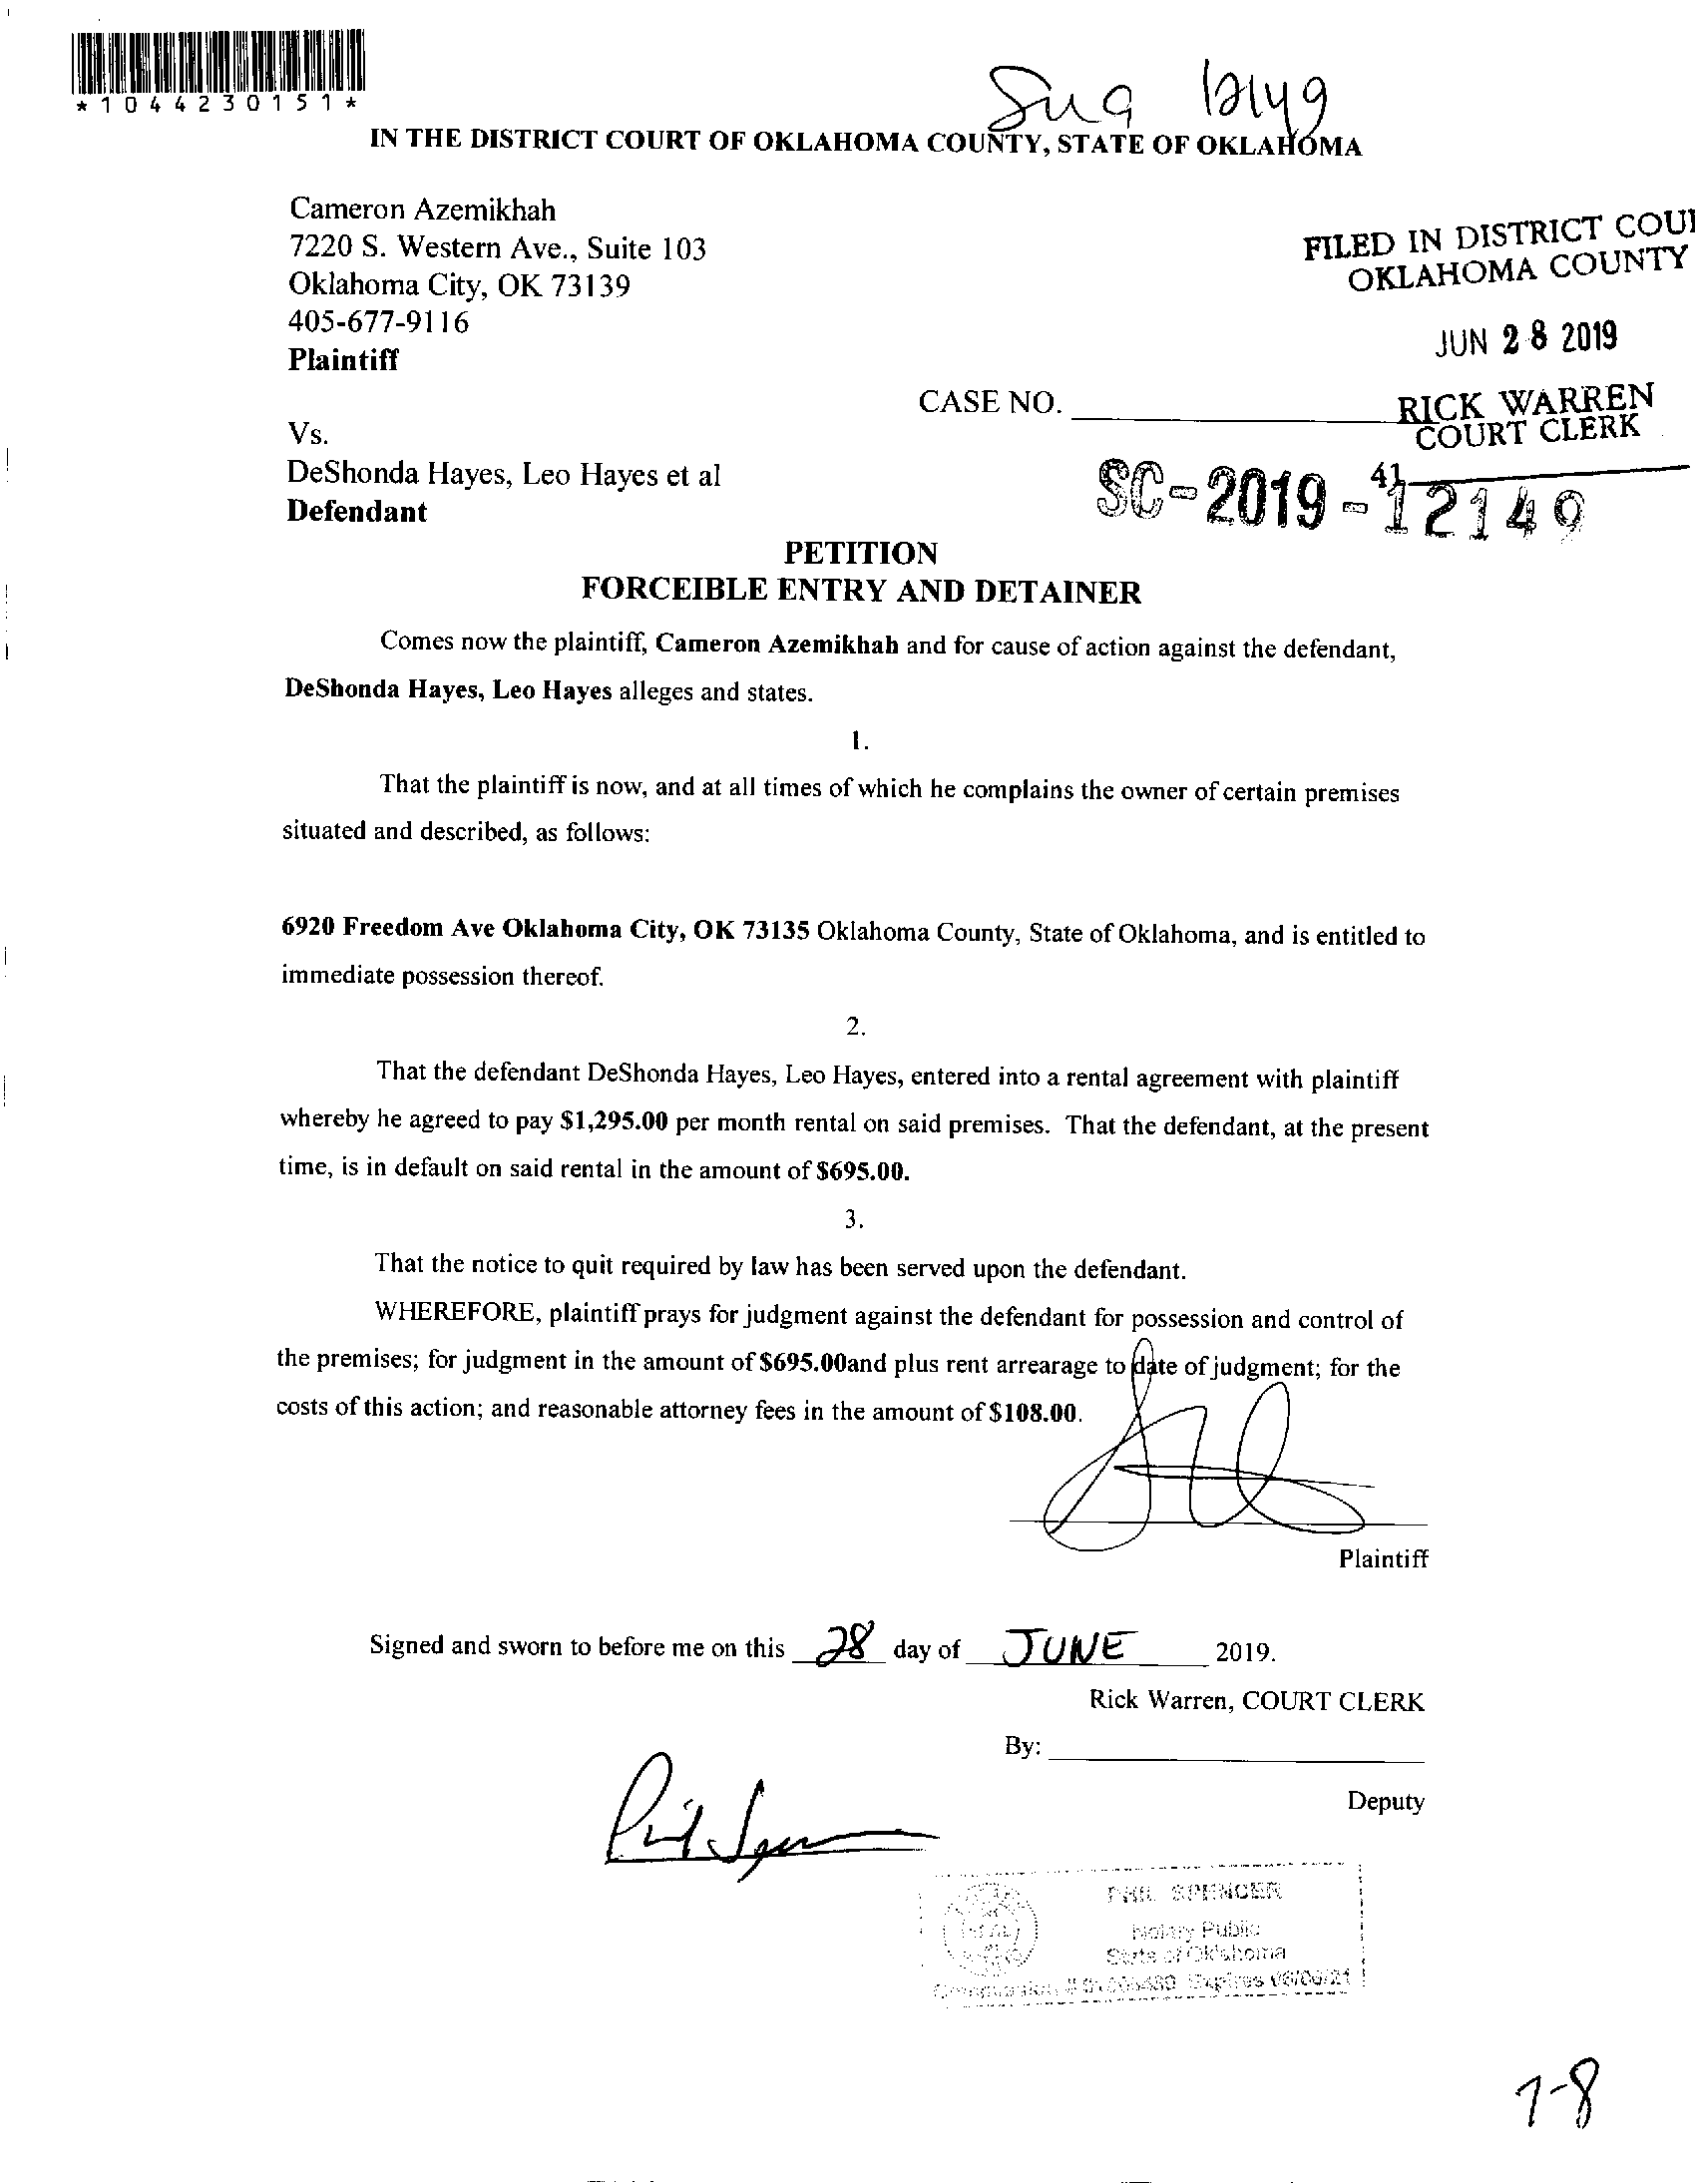 *1044230151*
12149
IN THE DISTRICT COURT OF OKLAHOMA COUNTY, STATE OF OKLAHOMA
Cameron Azemikhah
7220 S. Western Ave., Suite 103
Oklahoma City, OK 73139
405-677-9116
Plaintiff
FILED IN DISTRICT COU
OKLAHOMA COUNTY
JUN 28 2019
RICK WARREN
COURT CLERK
41
CASE NO.
SC-2019-12149
Vs.
DeShonda Hayes, Leo Hayes et al
Defendant
PETITION
FORCEIBLE ENTRY AND DETAINER
Comes now the plaintiff, Cameron Azemikhah and for cause of action against the defendant,
DeShonda Hayes, Leo Hayes alleges and states.
1.
That the plaintiff is now, and at all times of which he complains the owner of certain premises
situated and described, as follows:
6920 Freedom Ave Oklahoma City, OK 73135 Oklahoma County, State of Oklahoma, and is entitled to
immediate possession thereof.
2.
That the defendant DeShonda Hayes, Leo Hayes, entered into a rental agreement with plaintiff
whereby he agreed to pay $1,295.00 per month rental on said premises. That the defendant, at the present
time, is in default on said rental in the amount of $695.00.
3.
That the notice to quit required by law has been served upon the defendant.
WHEREFORE, plaintiff prays for judgment against the defendant for possession and control of
the premises; for judgment in the amount of $695.00and plus rent arrearage to date of judgment; for the
costs of this action; and reasonable attorney fees in the amount of $108.00.
Plaintiff
Signed and sworn to before me on this 28 day of JUNE 2019.
Rick Warren, COURT CLERK
By:
Deputy
PHIL SPENCER
Notary Public
State of Oklahoma
Expires
7-8